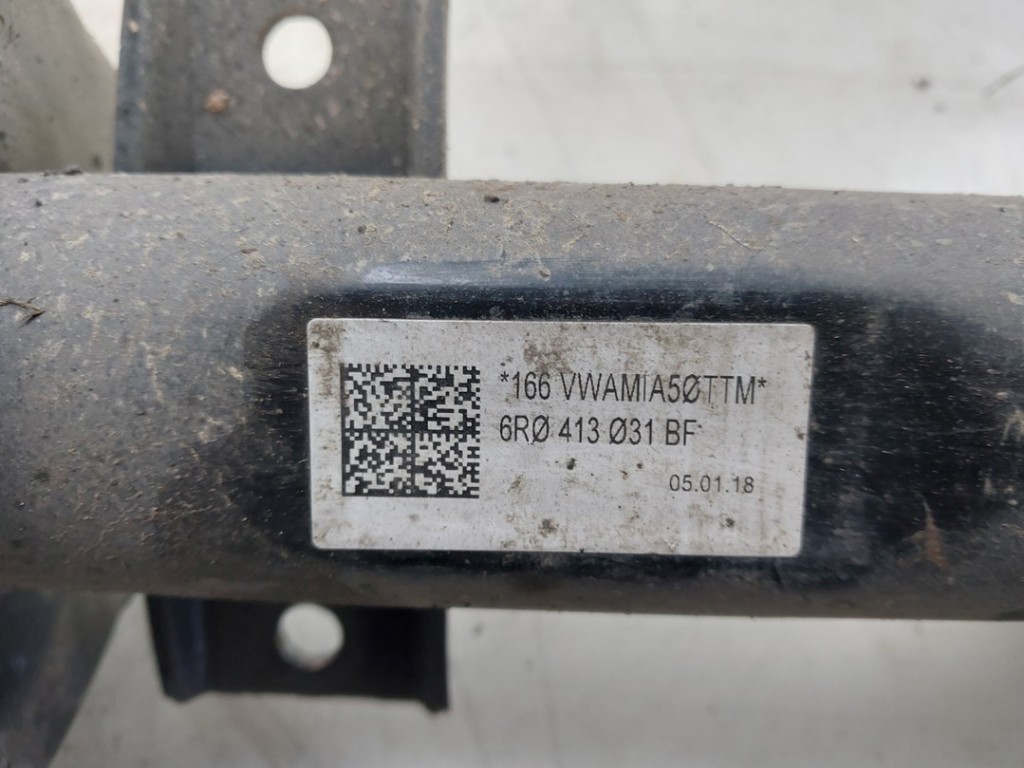 *166 VWAMIA5ØTTM*
6RØ 413 Ø31 BF
05.01.18